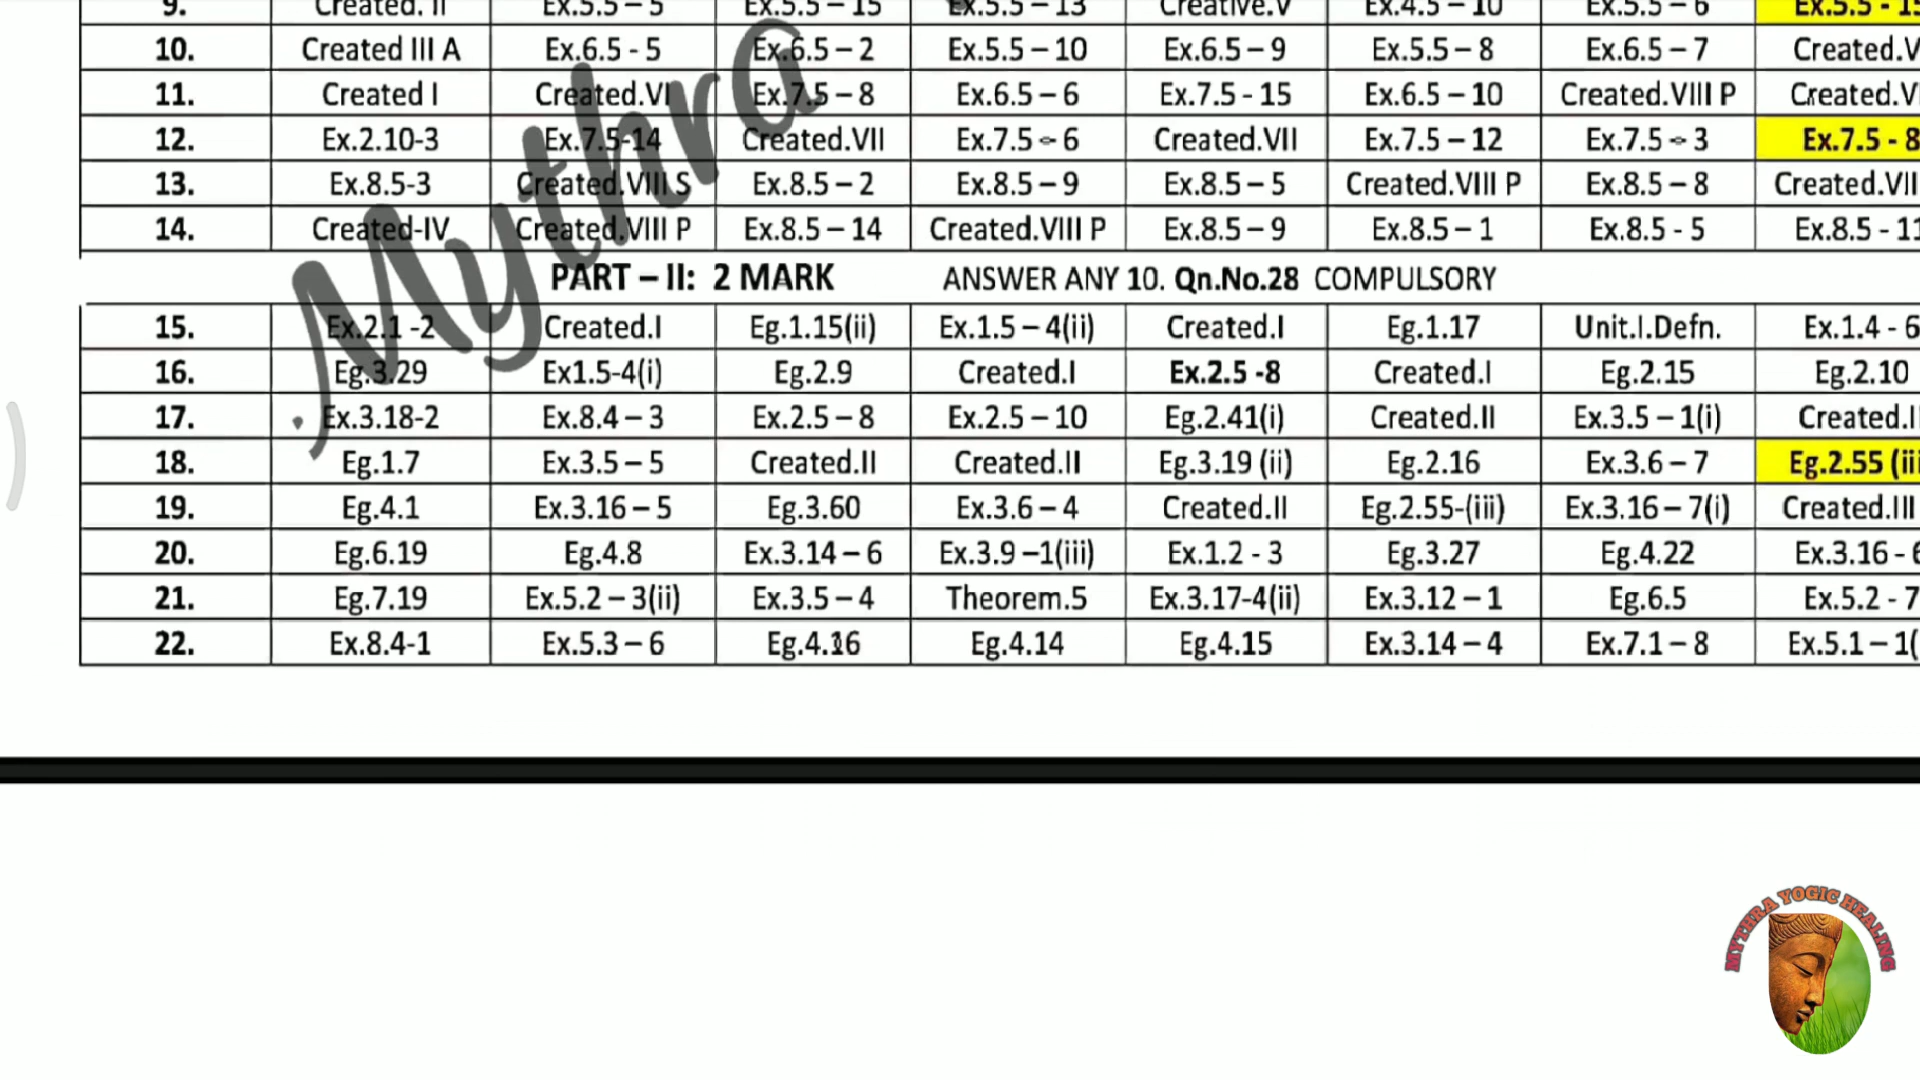 9. Created. II Ex.5.5 – 5 Ex.5.5 – 15 Ex.5.5 – 13 Creative.V Ex.4.5 – 10 Ex.5.5 – 6 Ex.5.5 - 15
10. Created III A Ex.6.5 - 5 Ex.6.5 – 2 Ex.5.5 – 10 Ex.6.5 – 9 Ex.5.5 – 8 Ex.6.5 – 7 Created.V
11. Created I Created.VI Ex.7.5 – 8 Ex.6.5 – 6 Ex.7.5 - 15 Ex.6.5 – 10 Created.VIII P Created.VI
12. Ex.2.10-3 Ex.7.5-14 Created.VII Ex.7.5 – 6 Created.VII Ex.7.5 – 12 Ex.7.5 – 3 Ex.7.5 - 8
13. Ex.8.5-3 Created.VIII.S Ex.8.5 – 2 Ex.8.5 – 9 Ex.8.5 – 5 Created.VIII P Ex.8.5 – 8 Created.VII
14. Created-IV Created.VIII P Ex.8.5 – 14 Created.VIII P Ex.8.5 – 9 Ex.8.5 – 1 Ex.8.5 - 5 Ex.8.5 - 11
PART – II: 2 MARK ANSWER ANY 10. Qn.No.28 COMPULSORY
15. Ex.2.1 -2 Created.I Eg.1.15(ii) Ex.1.5 – 4(ii) Created.I Eg.1.17 Unit.I.Defn. Ex.1.4 - 6
16. Eg.3.29 Ex1.5-4(i) Eg.2.9 Created.I Ex.2.5 -8 Created.I Eg.2.15 Eg.2.10
17. Ex.3.18-2 Ex.8.4 – 3 Ex.2.5 – 8 Ex.2.5 – 10 Eg.2.41(i) Created.II Ex.3.5 – 1(i) Created.I
18. Eg.1.7 Ex.3.5 – 5 Created.II Created.II Eg.3.19 (ii) Eg.2.16 Ex.3.6 – 7 Eg.2.55 (iii
19. Eg.4.1 Ex.3.16 – 5 Eg.3.60 Ex.3.6 – 4 Created.II Eg.2.55-(iii) Ex.3.16 – 7(i) Created.III
20. Eg.6.19 Eg.4.8 Ex.3.14 – 6 Ex.3.9 –1(iii) Ex.1.2 - 3 Eg.3.27 Eg.4.22 Ex.3.16 - 6
21. Eg.7.19 Ex.5.2 – 3(ii) Ex.3.5 – 4 Theorem.5 Ex.3.17-4(ii) Ex.3.12 – 1 Eg.6.5 Ex.5.2 - 7
22. Ex.8.4-1 Ex.5.3 – 6 Eg.4.16 Eg.4.14 Eg.4.15 Ex.3.14 – 4 Ex.7.1 – 8 Ex.5.1 – 1(
Mythra
MYTHRA YOGIC HEALING